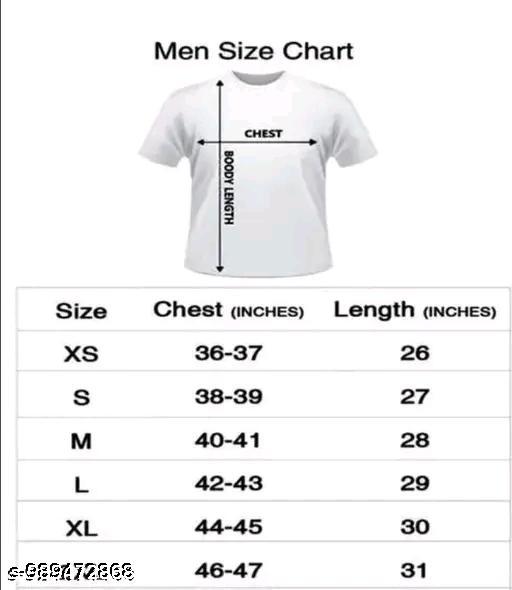 Men Size Chart
CHEST
BOODY LENGTH
Size Chest (INCHES) Length (INCHES)
XS 36-37 26
S 38-39 27
M 40-41 28
L 42-43 29
XL 44-45 30
46-47 31